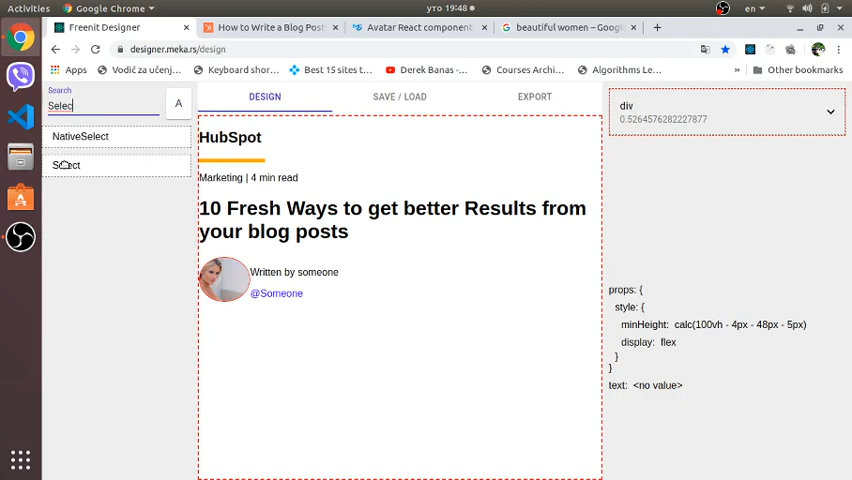 Activities
Google Chrome
уто 19:48
en
Freenit Designer
How to Write a Blog Post:
Avatar React component
beautiful women – Google
designer.meka.rs/design
Apps
Vodić za učenj...
Keyboard shor...
Best 15 sites t...
Derek Banas -...
Courses Archi...
Algorithms Le...
»
Other bookmarks
Search
Selec
A
NativeSelect
Select
DESIGN
SAVE / LOAD
EXPORT
HubSpot
Marketing | 4 min read
10 Fresh Ways to get better Results from
your blog posts
Written by someone
@Someone
div
0.5264576282227877
props: {
style: {
minHeight: calc(100vh - 4px - 48px - 5px)
display: flex
}
}
text: <no value>